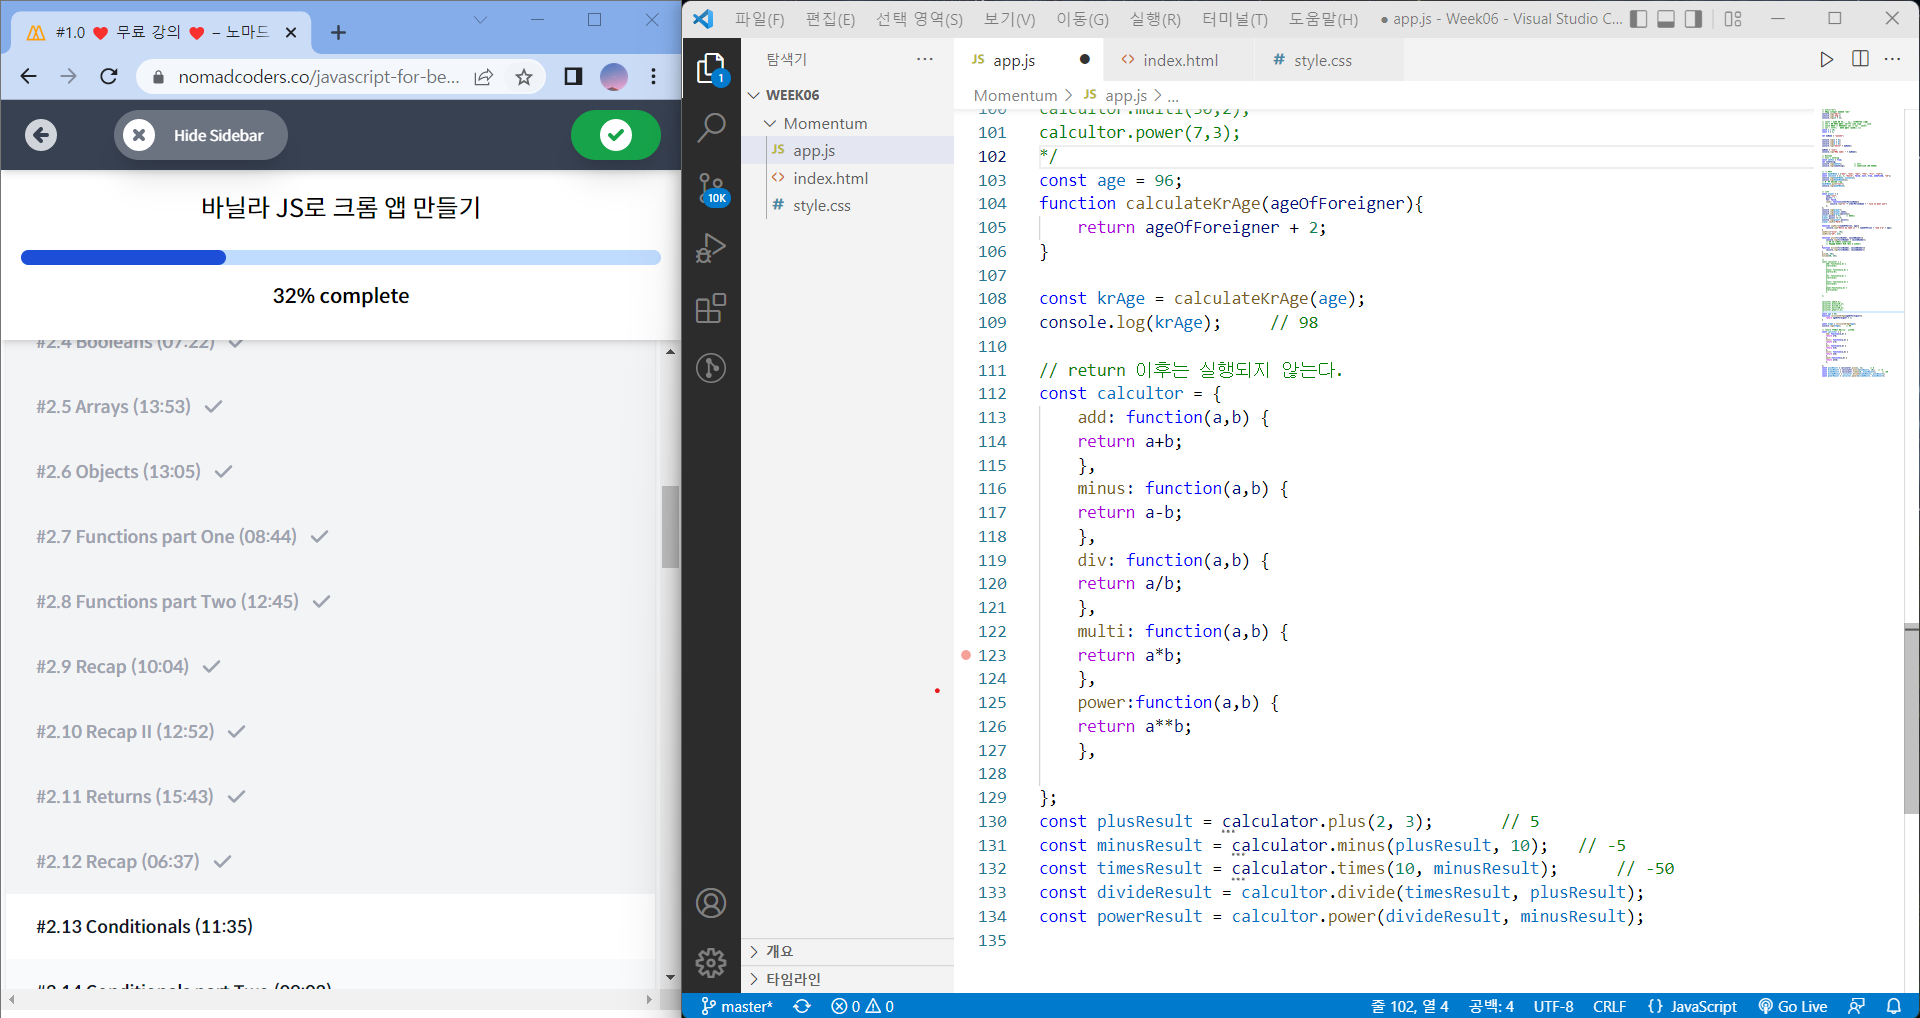 #1.0 ❤️ 무료 강의 ❤️ – 노마드
nomadcoders.co/javascript-for-be...
Hide Sidebar
바닐라 JS로 크롬 앱 만들기
32% complete
#2.4 Booleans (07:22)
#2.5 Arrays (13:53)
#2.6 Objects (13:05)
#2.7 Functions part One (08:44)
#2.8 Functions part Two (12:45)
#2.9 Recap (10:04)
#2.10 Recap II (12:52)
#2.11 Returns (15:43)
#2.12 Recap (06:37)
#2.13 Conditionals (11:35)
#2.14 Conditionals part Two (09:03)
파일(F) 편집(E) 선택 영역(S) 보기(V) 이동(G) 실행(R) 터미널(T) 도움말(H) ● app.js - Week06 - Visual Studio C...
탐색기
WEEK06
Momentum
JS app.js
<> index.html
# style.css
개요
타임라인
1
10K
JS app.js ● <> index.html # style.css
Momentum > JS app.js > ...
100 calcultor.multi(50,2);
101 calcultor.power(7,3);
102 */
103 const age = 96;
104 function calculateKrAge(ageOfForeigner){
105 return ageOfForeigner + 2;
106 }
107
108 const krAge = calculateKrAge(age);
109 console.log(krAge); // 98
110
111 // return 이후는 실행되지 않는다.
112 const calcultor = {
113 add: function(a,b) {
114 return a+b;
115 },
116 minus: function(a,b) {
117 return a-b;
118 },
119 div: function(a,b) {
120 return a/b;
121 },
122 multi: function(a,b) {
123 return a*b;
124 },
125 power:function(a,b) {
126 return a**b;
127 },
128
129 };
130 const plusResult = calculator.plus(2, 3); // 5
131 const minusResult = calculator.minus(plusResult, 10); // -5
132 const timesResult = calculator.times(10, minusResult); // -50
133 const divideResult = calcultor.divide(timesResult, plusResult);
134 const powerResult = calcultor.power(divideResult, minusResult);
135
master* 0 0 줄 102, 열 4 공백: 4 UTF-8 CRLF {} JavaScript Go Live